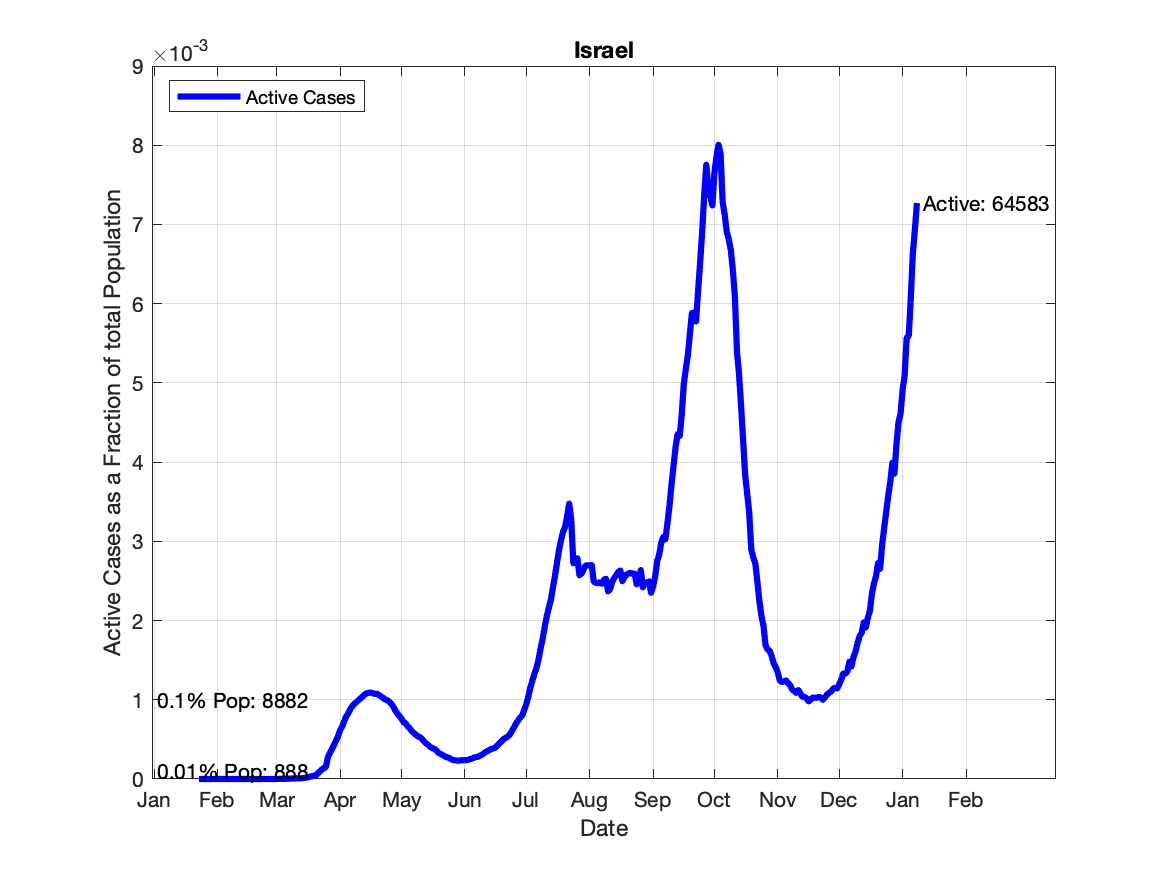 Israel
×10-3
9
8
7
6
5
4
3
2
1
0
Active Cases as a Fraction of total Population
Active Cases
Active: 64583
0.1% Pop: 8882
0.01% Pop: 888
Jan Feb Mar Apr May Jun Jul Aug Sep Oct Nov Dec Jan Feb
Date